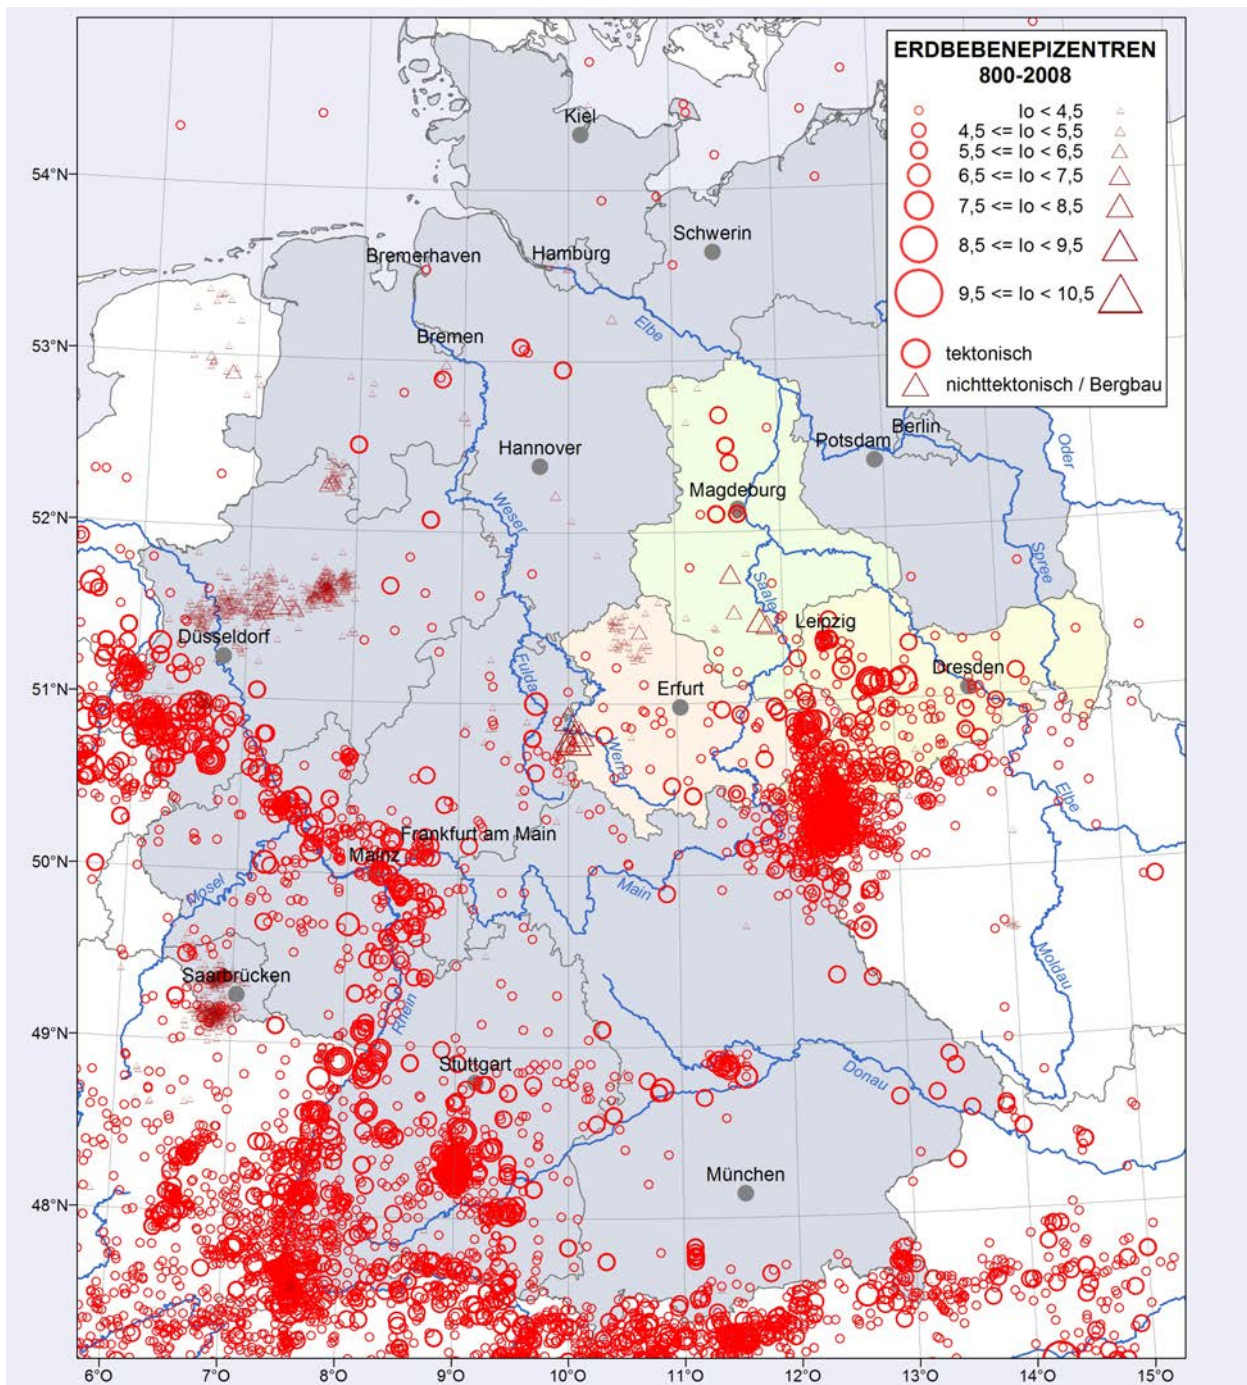 ERDBEBENEPIZENTREN
800-2008
Io < 4,5
4,5 <= Io < 5,5
5,5 <= Io < 6,5
6,5 <= Io < 7,5
7,5 <= Io < 8,5
8,5 <= Io < 9,5
9,5 <= Io < 10,5
tektonisch
nichttektonisch / Bergbau
Kiel
54°N
Schwerin
Hamburg
Bremerhaven
Elbe
Bremen
53°N
Berlin
Potsdam
Oder
Hannover
Magdeburg
Weser
52°N
Spree
Saale
Leipzig
Düsseldorf
Dresden
Fulda
51°N
Erfurt
Werra
Elbe
Frankfurt am Main
50°N
Mainz
Mosel
Main
Moldau
Saarbrücken
Rhein
49°N
Stuttgart
Donau
München
48°N
6°O
7°O
8°O
9°O
10°O
11°O
12°O
13°O
14°O
15°O